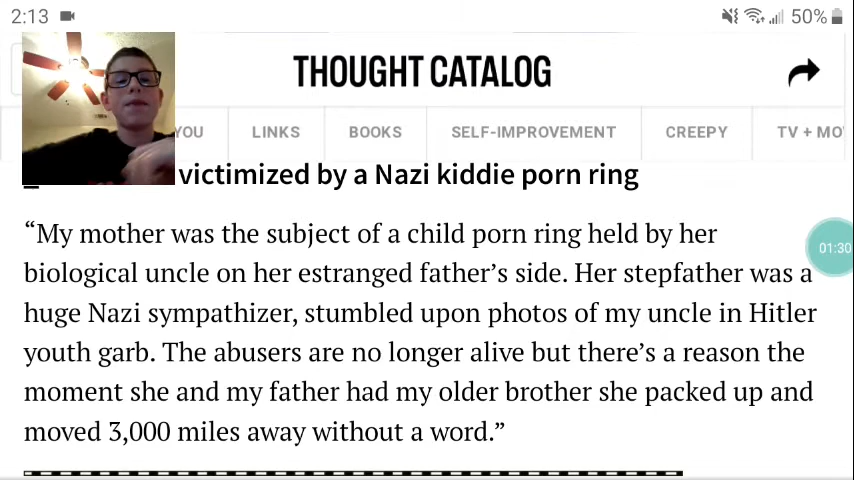 2:13
50%
THOUGHT CATALOG
YOU LINKS BOOKS SELF-IMPROVEMENT CREEPY TV + MO
victimized by a Nazi kiddie porn ring
“My mother was the subject of a child porn ring held by her
biological uncle on her estranged father’s side. Her stepfather was a
huge Nazi sympathizer, stumbled upon photos of my uncle in Hitler
youth garb. The abusers are no longer alive but there’s a reason the
moment she and my father had my older brother she packed up and
moved 3,000 miles away without a word.”
01:30